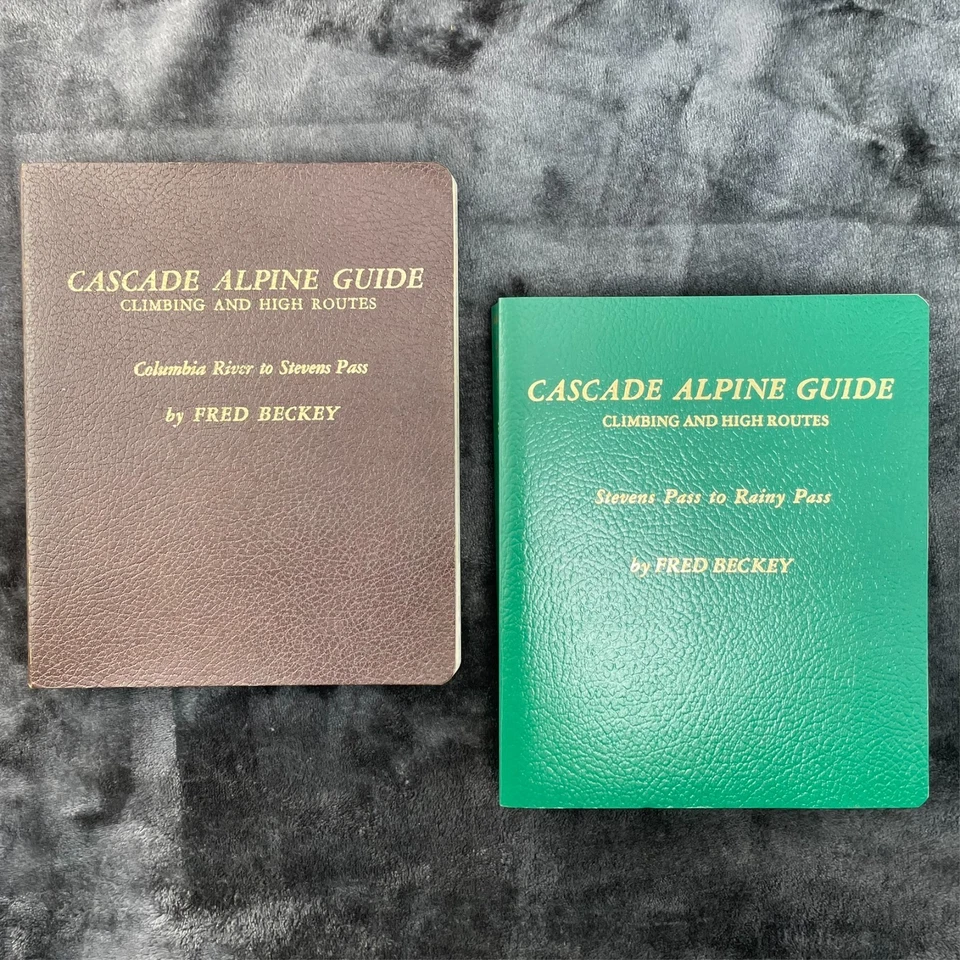 CASCADE ALPINE GUIDE
CLIMBING AND HIGH ROUTES
Columbia River to Stevens Pass
by FRED BECKEY
CASCADE ALPINE GUIDE
CLIMBING AND HIGH ROUTES
Stevens Pass to Rainy Pass
by FRED BECKEY